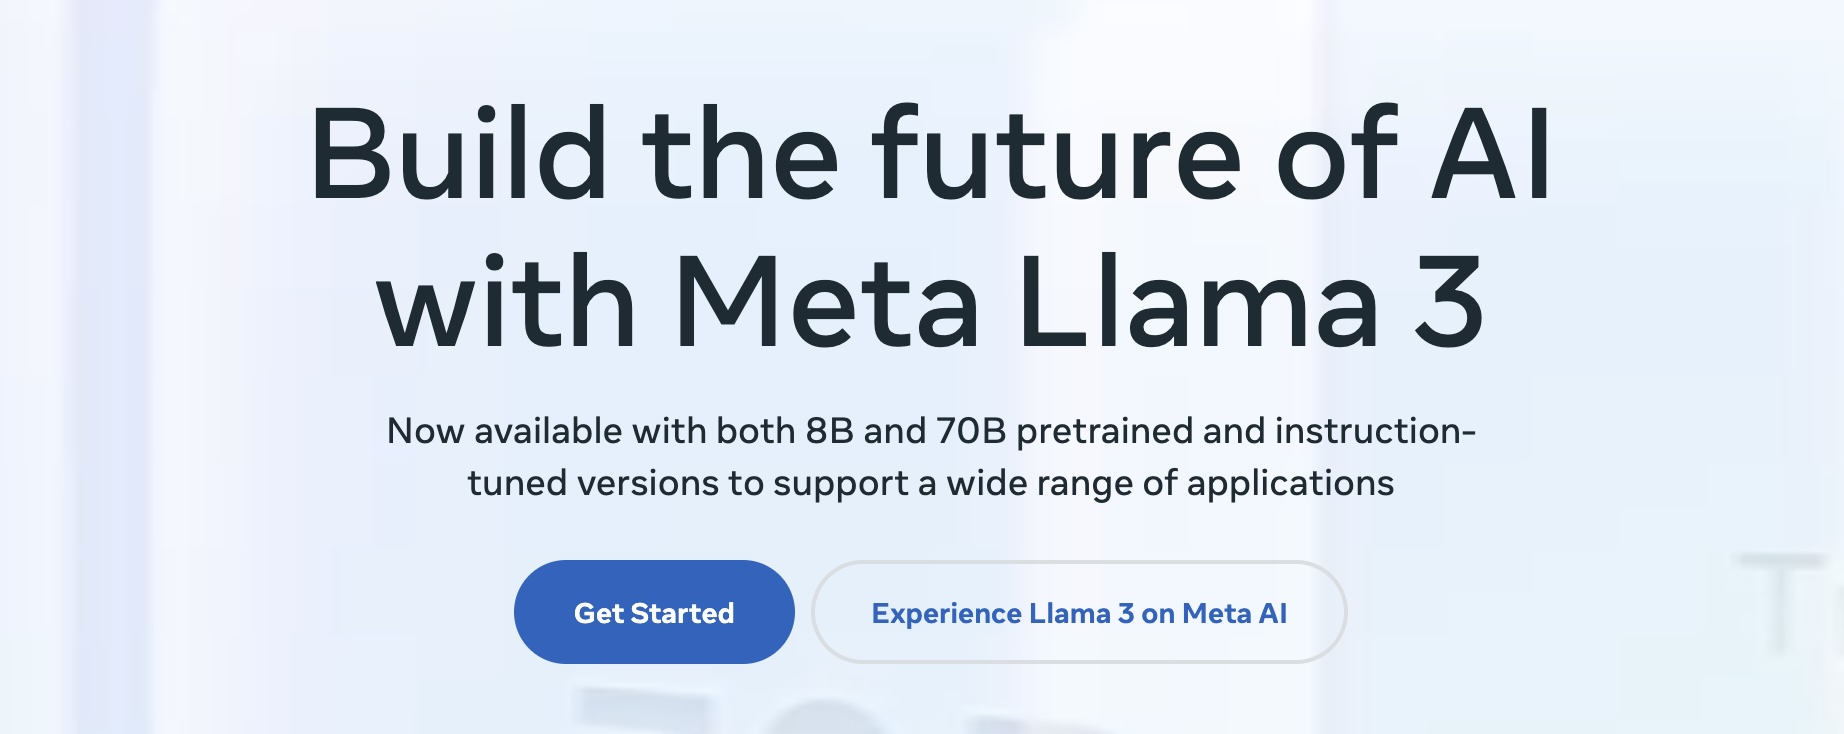 Build the future of AI
with Meta Llama 3
Now available with both 8B and 70B pretrained and instruction-
tuned versions to support a wide range of applications
Get Started
Experience Llama 3 on Meta AI